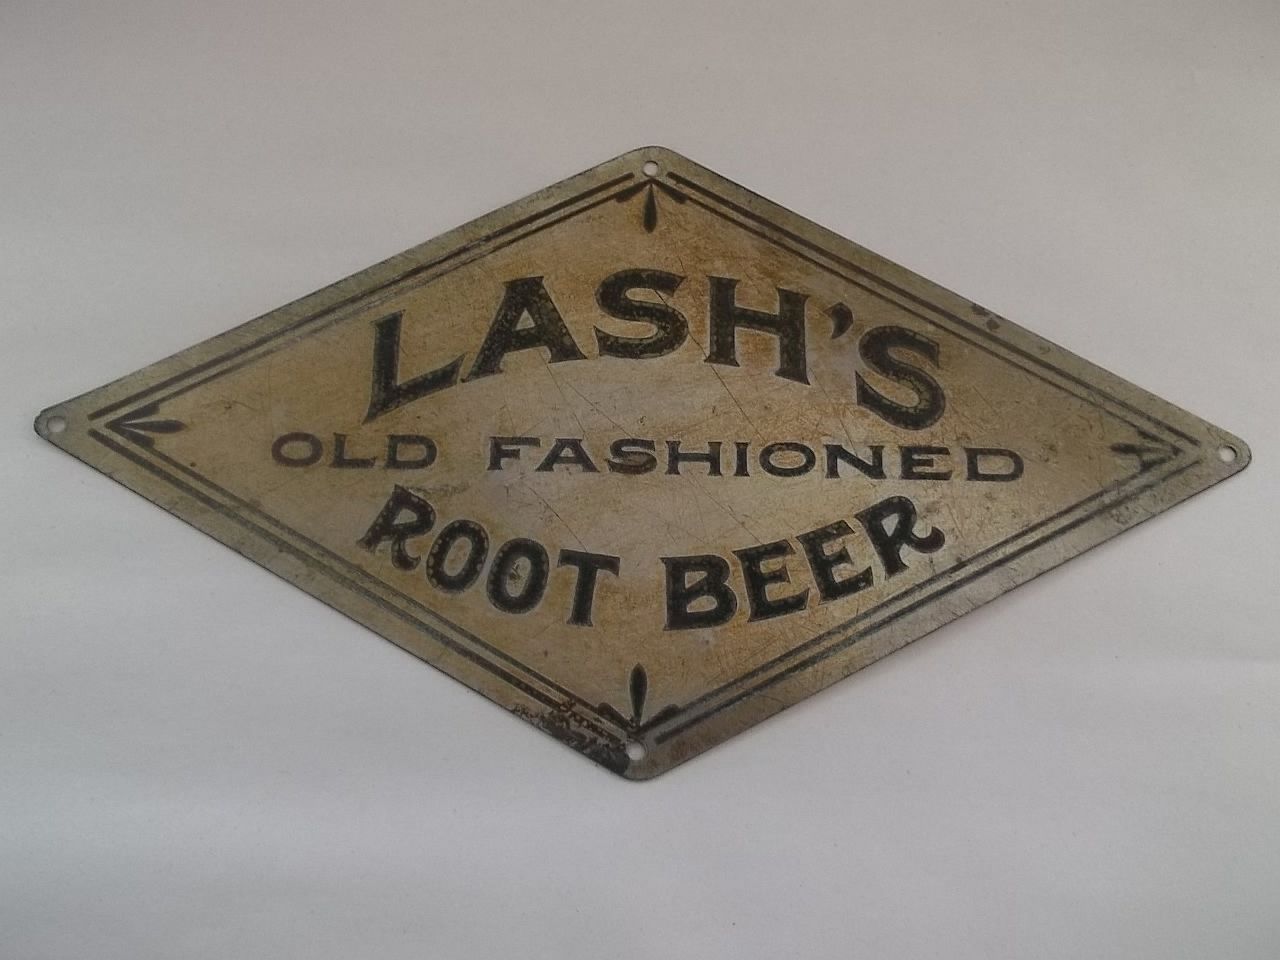 LASH'S
OLD FASHIONED
ROOT BEER